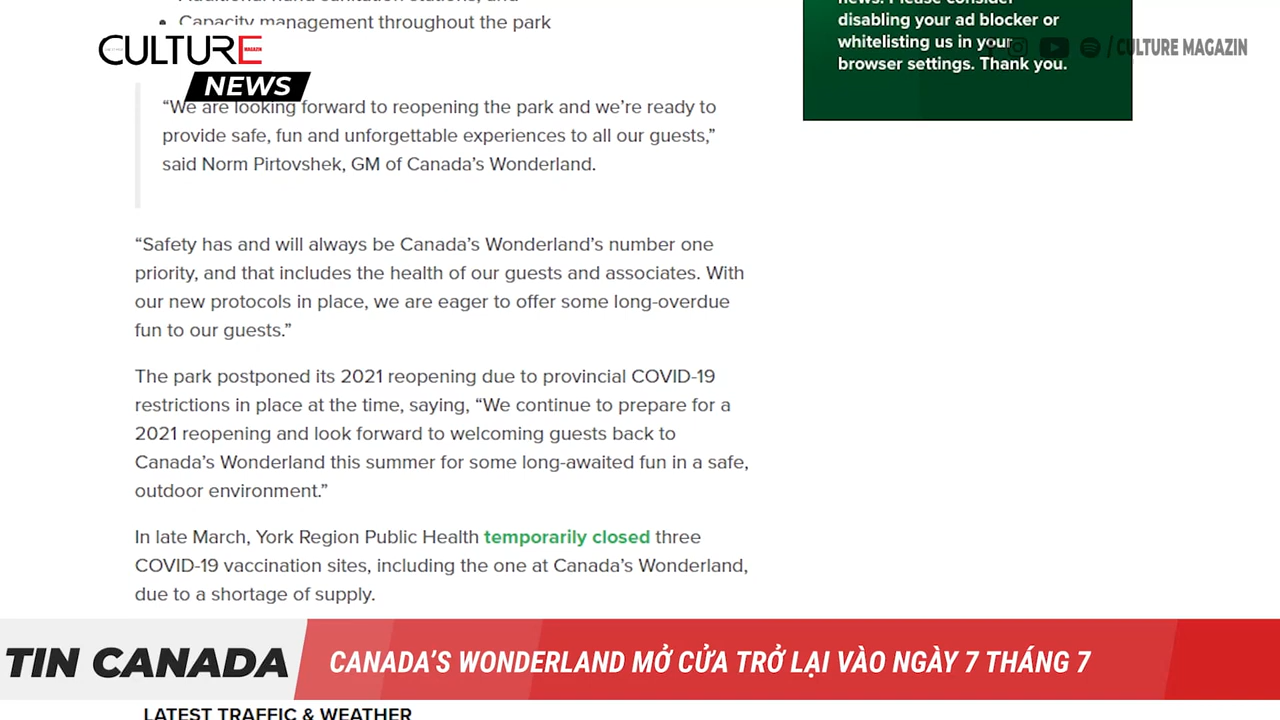 Additional hand sanitation stations; and
• Capacity management throughout the park
CULTURE
MAGAZIN
NEWS
“We are looking forward to reopening the park and we’re ready to
provide safe, fun and unforgettable experiences to all our guests,”
said Norm Pirtovshek, GM of Canada’s Wonderland.
“Safety has and will always be Canada’s Wonderland’s number one
priority, and that includes the health of our guests and associates. With
our new protocols in place, we are eager to offer some long-overdue
fun to our guests.”
The park postponed its 2021 reopening due to provincial COVID-19
restrictions in place at the time, saying, “We continue to prepare for a
2021 reopening and look forward to welcoming guests back to
Canada’s Wonderland this summer for some long-awaited fun in a safe,
outdoor environment.”
In late March, York Region Public Health temporarily closed three
COVID-19 vaccination sites, including the one at Canada’s Wonderland,
due to a shortage of supply.
news. Please consider
disabling your ad blocker or
whitelisting us in your
browser settings. Thank you.
/CULTURE MAGAZIN
TIN CANADA
CANADA’S WONDERLAND MỞ CỬA TRỞ LẠI VÀO NGÀY 7 THÁNG 7
LATEST TRAFFIC & WEATHER